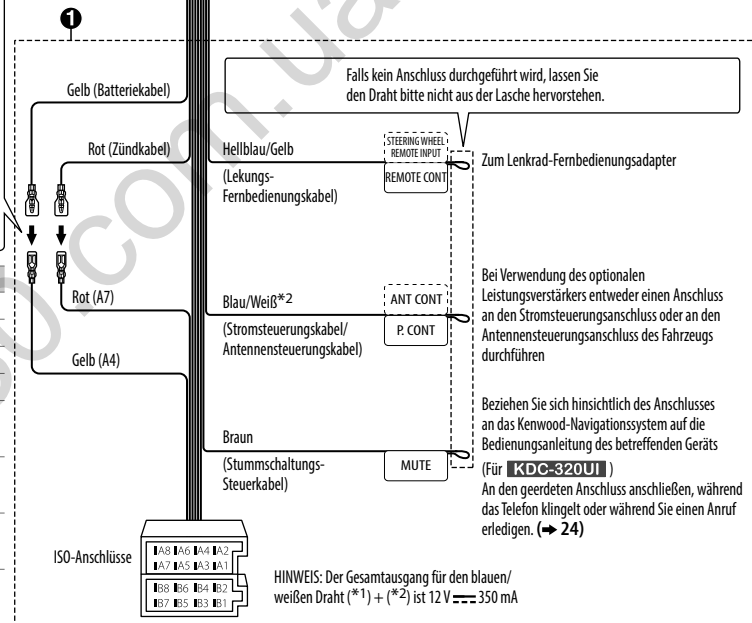 1
Falls kein Anschluss durchgeführt wird, lassen Sie
den Draht bitte nicht aus der Lasche hervorstehen.
Gelb (Batteriekabel)
Rot (Zündkabel)
Hellblau/Gelb
(Lekungs-
Fernbedienungskabel)
STEERING WHEEL
REMOTE INPUT
REMOTE CONT
Zum Lenkrad-Fernbedienungsadapter
Rot (A7)
Gelb (A4)
Blau/Weiß*2
(Stromsteuerungskabel/
Antennensteuerungskabel)
ANT CONT
P. CONT
Bei Verwendung des optionalen
Leistungsverstärkers entweder einen Anschluss
an den Stromsteuerungsanschluss oder an den
Antennensteuerungsanschluss des Fahrzeugs
durchführen
Braun
(Stummschaltungs-
Steuerkabel)
MUTE
Beziehen Sie sich hinsichtlich des Anschlusses
an das Kenwood-Navigationssystem auf die
Bedienungsanleitung des betreffenden Geräts
(Für KDC-320UI )
An den geerdeten Anschluss anschließen, während
das Telefon klingelt oder während Sie einen Anruf
erledigen. (➜ 24)
ISO-Anschlüsse
A8 A6 A4 A2
A7 A5 A3 A1
B8 B6 B4 B2
B7 B5 B3 B1
HINWEIS: Der Gesamtausgang für den blauen/
weißen Draht (*1) + (*2) ist 12 V ⎓ 350 mA
o.com.ua